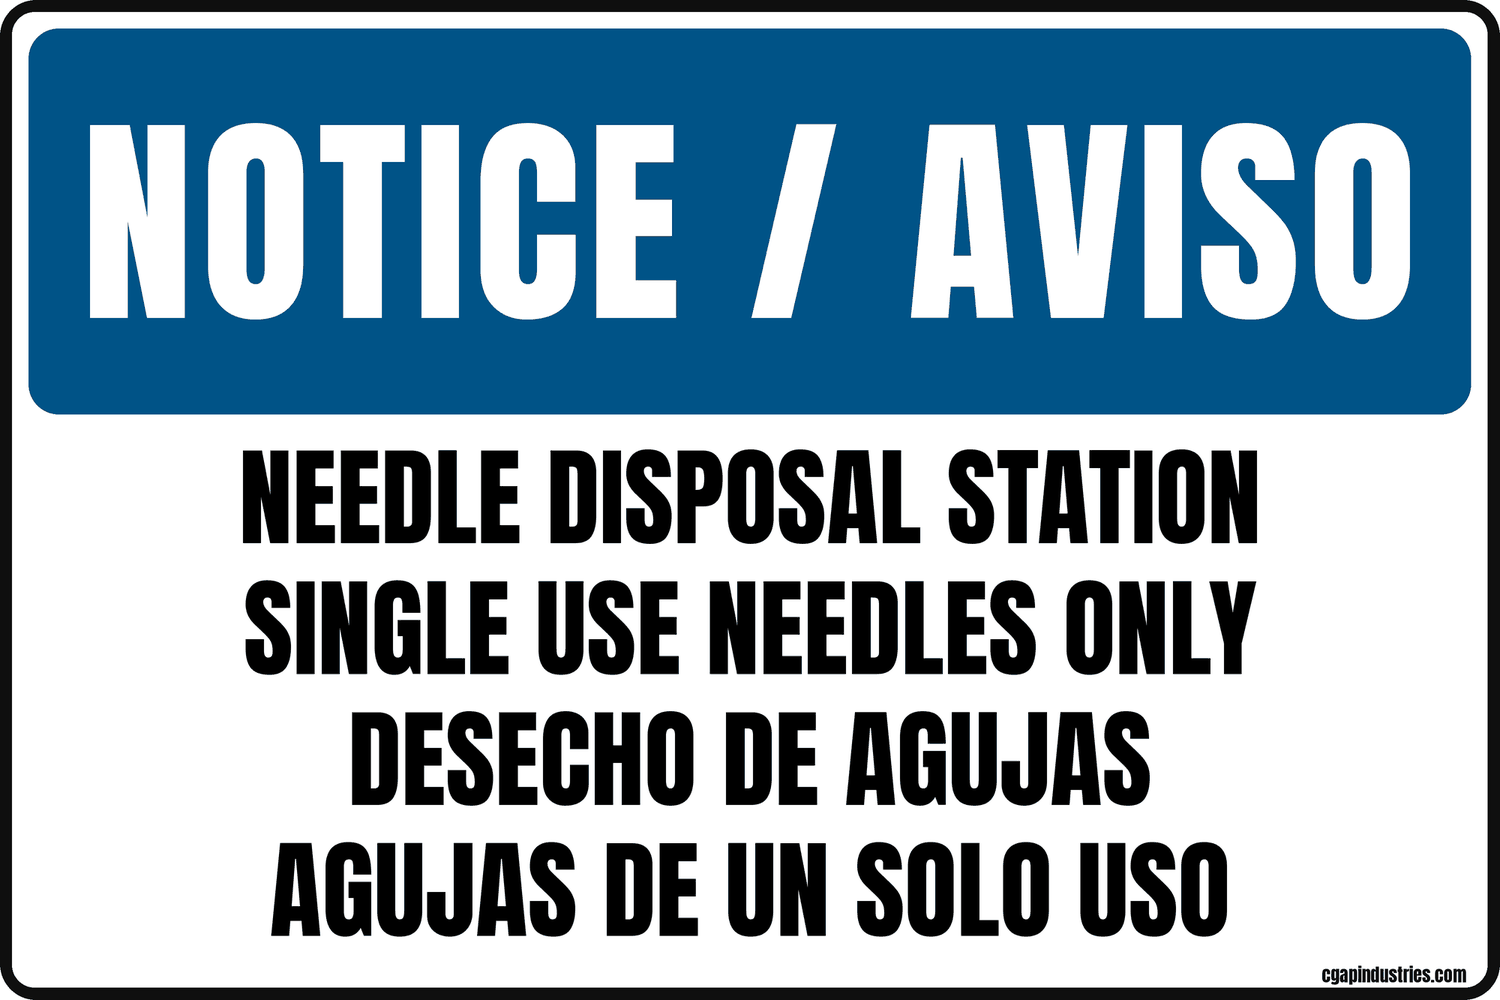 NOTICE / AVISO
NEEDLE DISPOSAL STATION
SINGLE USE NEEDLES ONLY
DESECHO DE AGUJAS
AGUJAS DE UN SOLO USO
cgapindustries.com